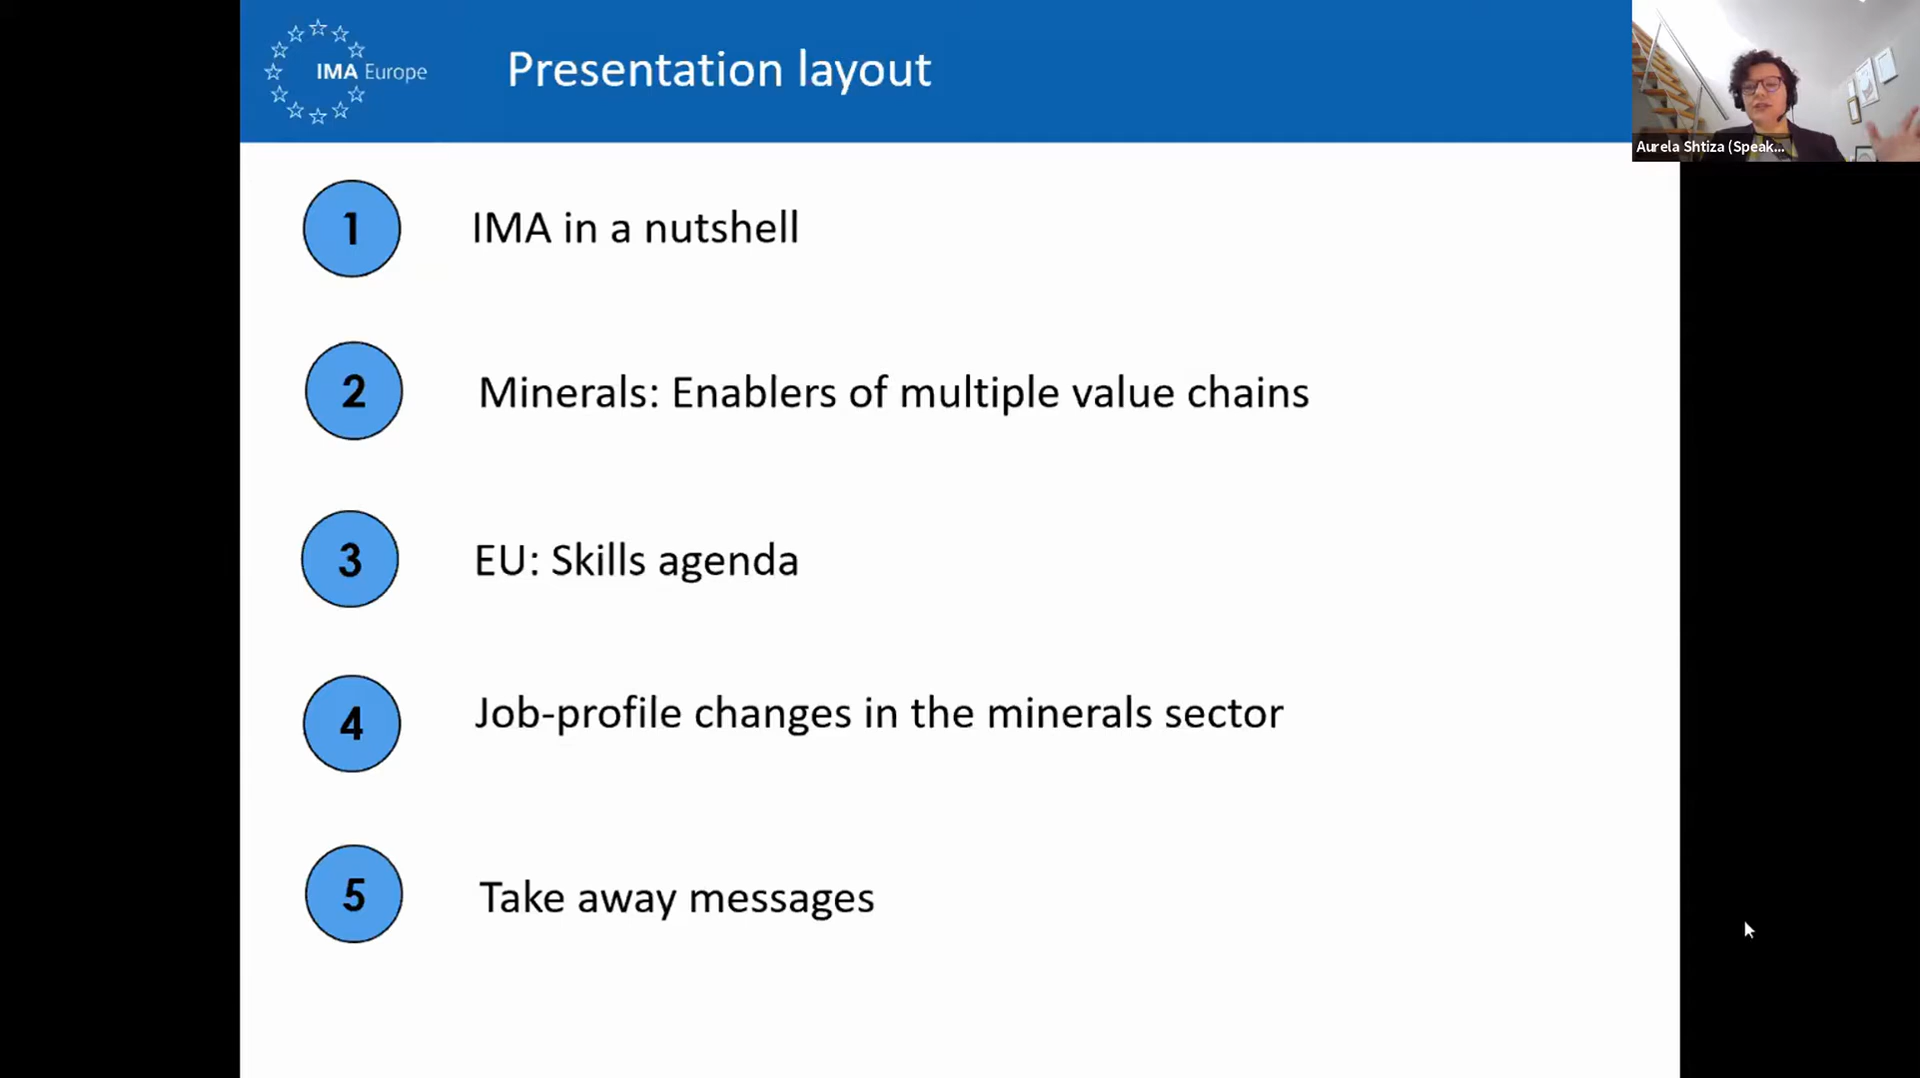 IMA Europe
Presentation layout
Aurela Shtiza (Speak...
1 IMA in a nutshell
2 Minerals: Enablers of multiple value chains
3 EU: Skills agenda
4 Job-profile changes in the minerals sector
5 Take away messages